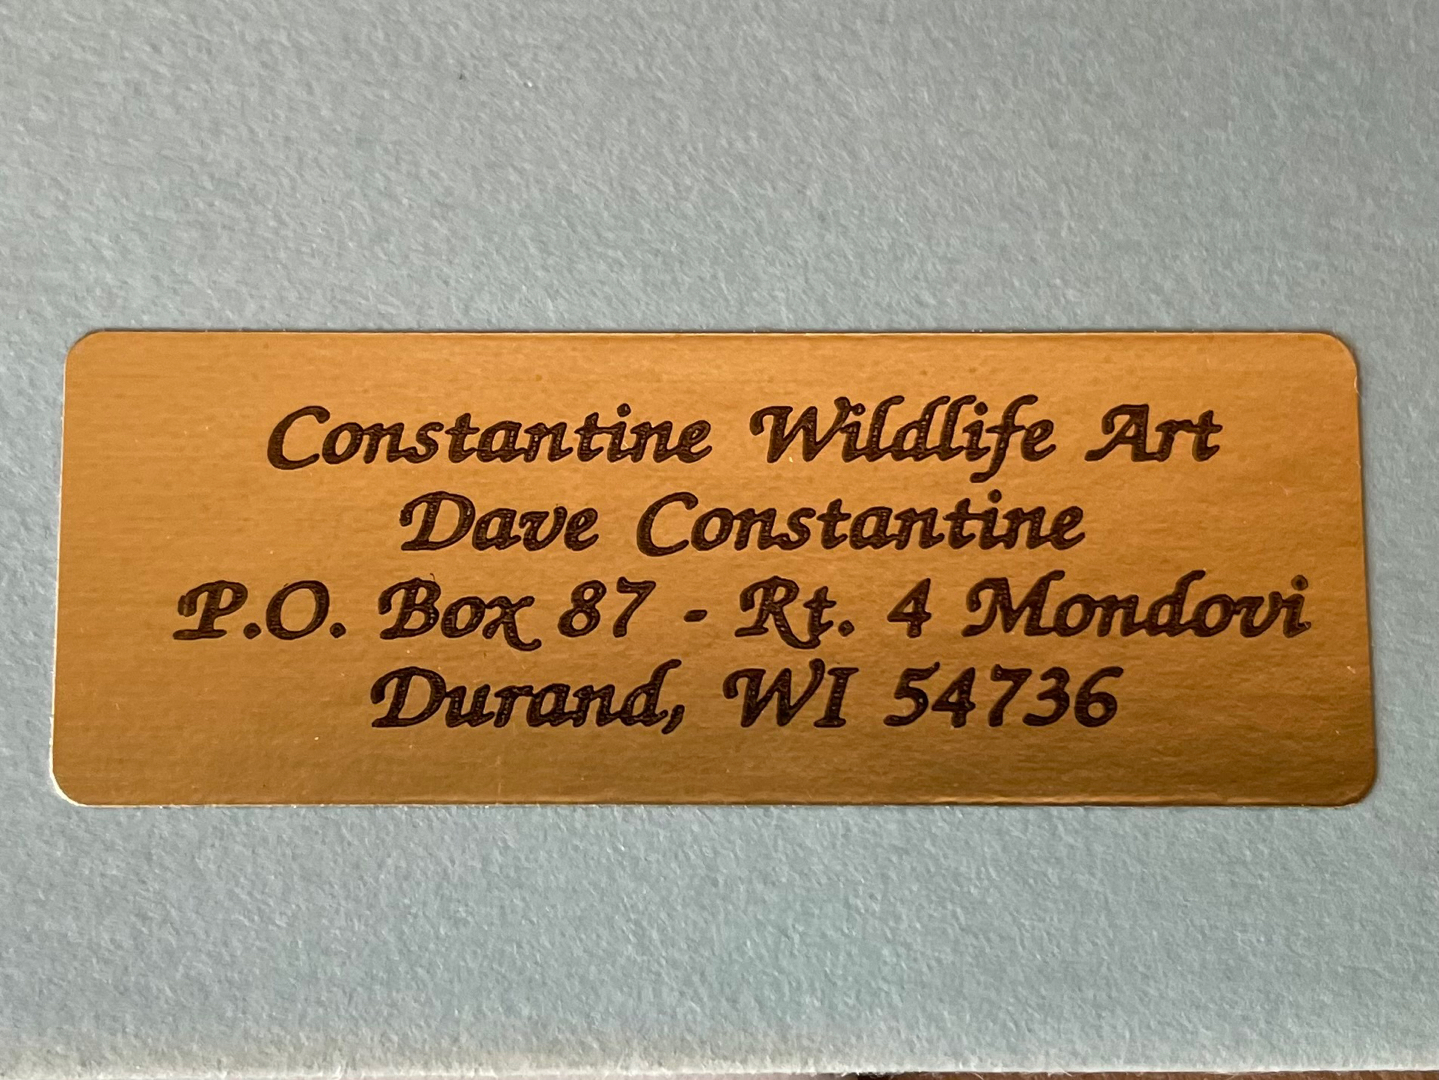 Constantine Wildlife Art
Dave Constantine
P.O. Box 87 - Rt. 4 Mondovi
Durand, WI 54736